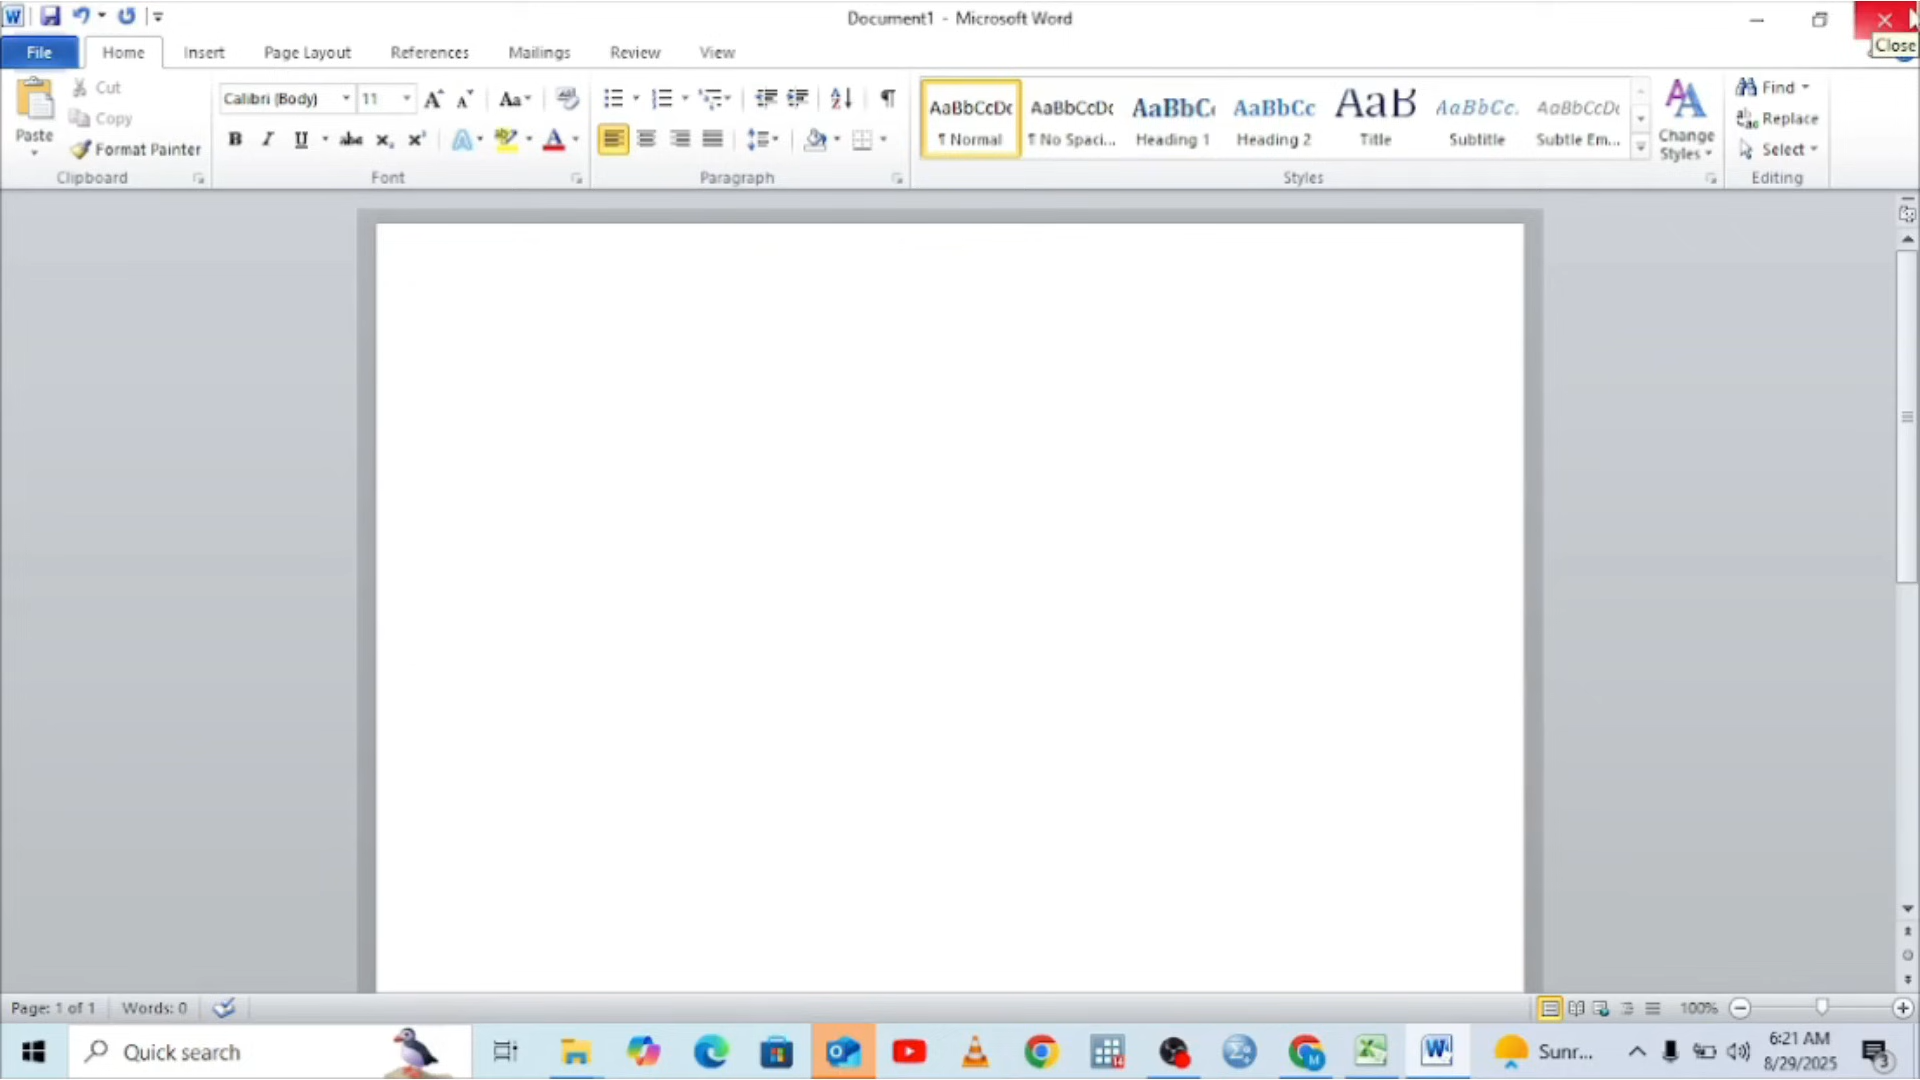 Document1 - Microsoft Word
Close
File Home Insert Page Layout References Mailings Review View
Paste
Cut
Copy
Format Painter
Clipboard
Calibri (Body) 11
Font
Paragraph
AaBbCcDc AaBbCcDc AaBbC AaBbCc AaB AaBbCc. AaBbCcDc
¶ Normal ¶ No Spaci... Heading 1 Heading 2 Title Subtitle Subtle Em...
Styles
Change
Styles
Find
Replace
Select
Editing
Page: 1 of 1 Words: 0
100%
Quick search
Sunr...
6:21 AM
8/29/2025
3